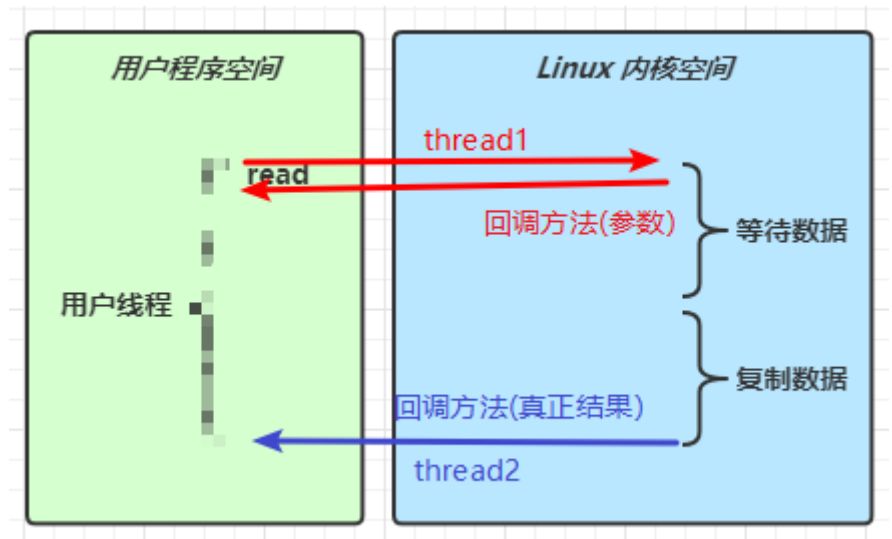 用户程序空间
Linux 内核空间
thread1
read
回调方法(参数)
等待数据
用户线程
复制数据
回调方法(真正结果)
thread2